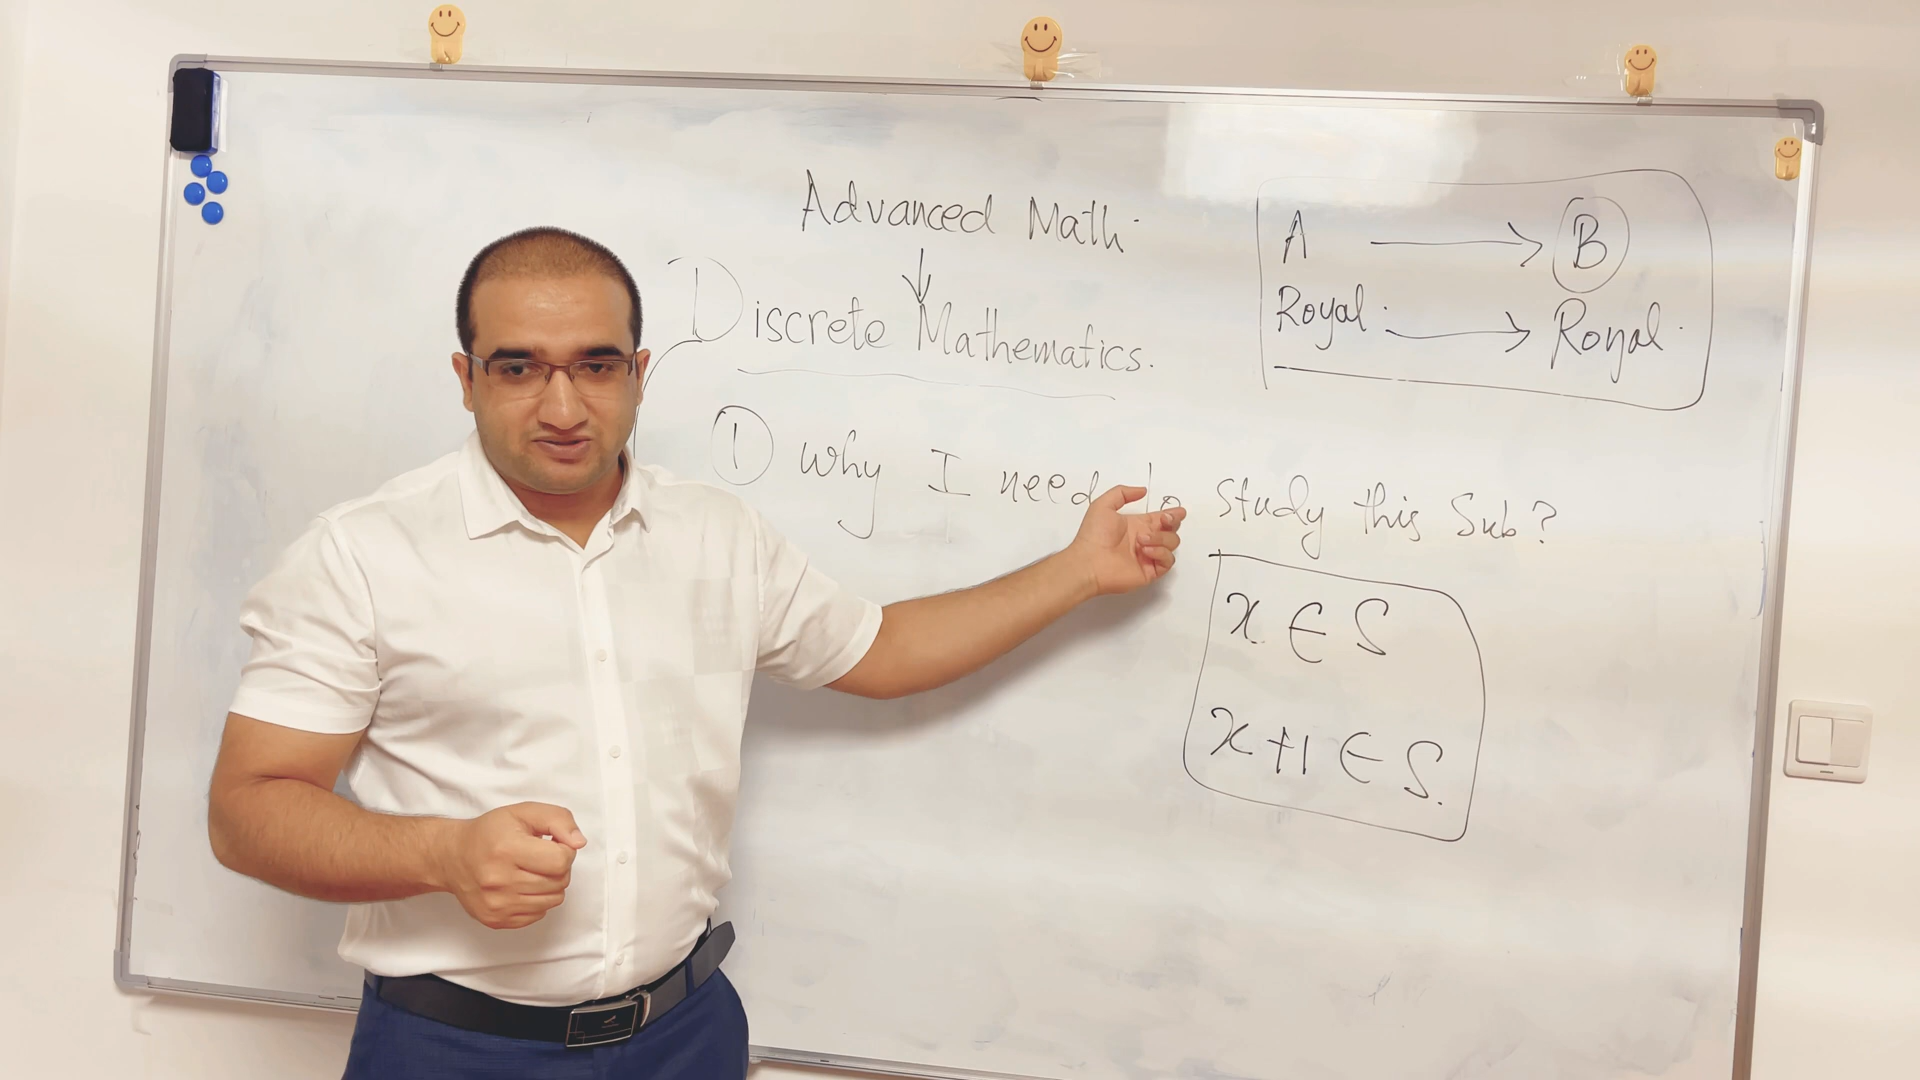 Advanced Math.
↓
Discrete Mathematics.
A → B
Royal. → Royal.
① Why I need to study this Sub?
x ∈ S
x+1 ∈ S.